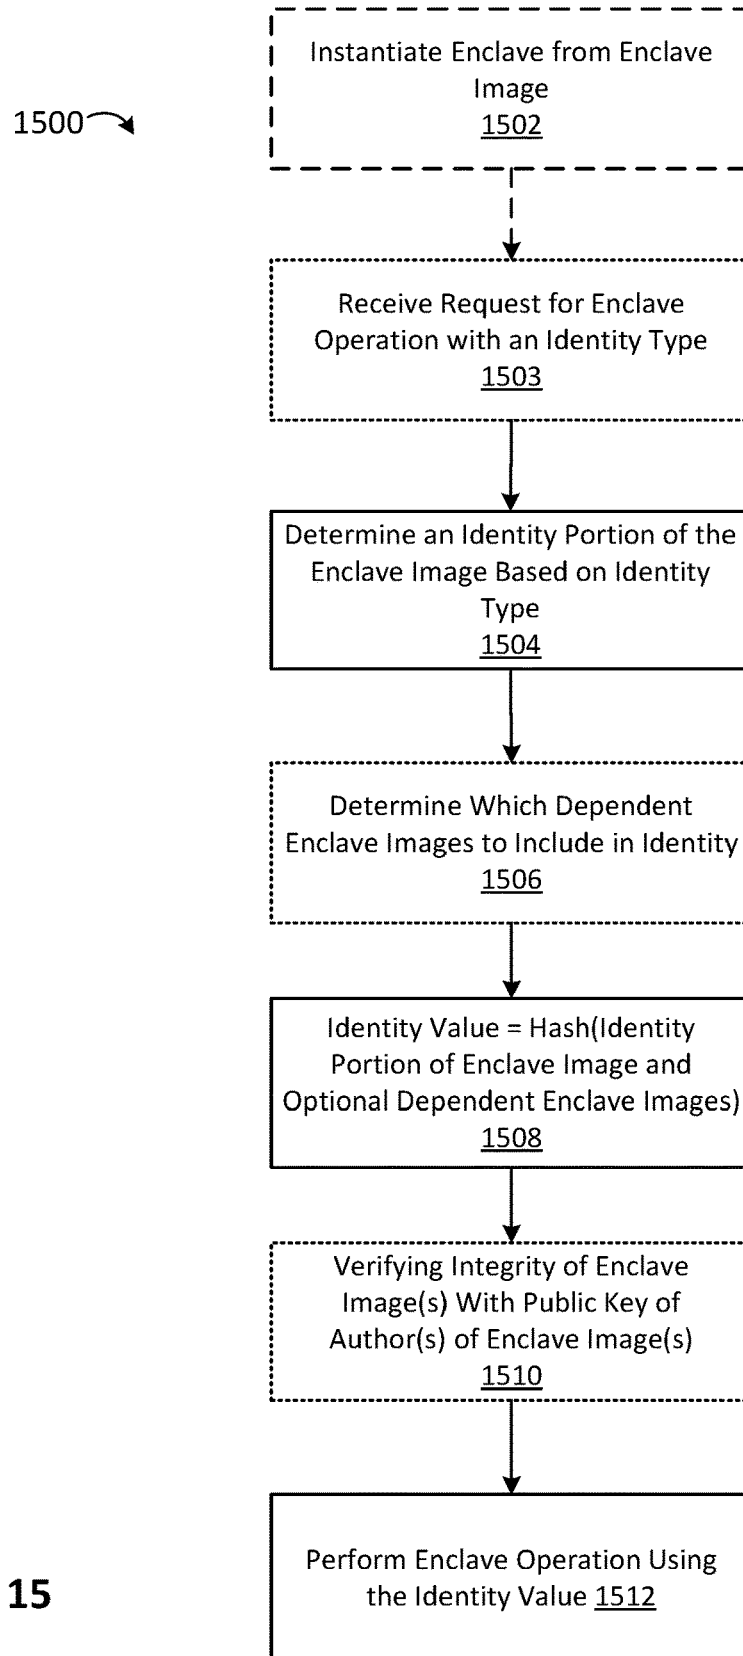 Instantiate Enclave from Enclave
Image
1502
1500
Receive Request for Enclave
Operation with an Identity Type
1503
Determine an Identity Portion of the
Enclave Image Based on Identity
Type
1504
Determine Which Dependent
Enclave Images to Include in Identity
1506
Identity Value = Hash(Identity
Portion of Enclave Image and
Optional Dependent Enclave Images)
1508
Verifying Integrity of Enclave
Image(s) With Public Key of
Author(s) of Enclave Image(s)
1510
Perform Enclave Operation Using
the Identity Value 1512
15